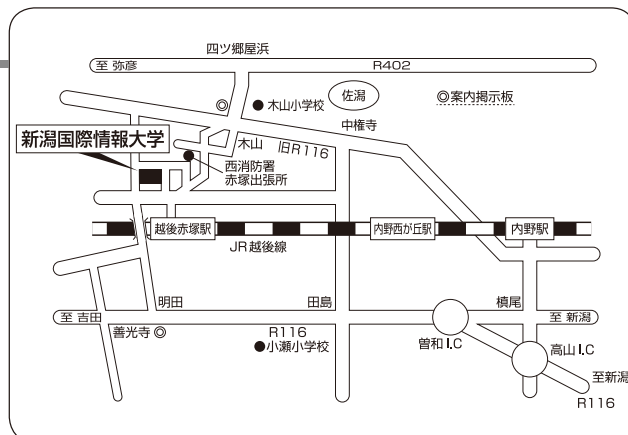 四ツ郷屋浜
至 弥彦
R402
◎
●木山小学校
佐潟
◎案内掲示板
中権寺
新潟国際情報大学
木山
旧R116
西消防署
赤塚出張所
越後赤塚駅
内野西が丘駅
内野駅
JR越後線
明田
田島
槙尾
至 吉田
至 新潟
善光寺 ◎
R116
●小瀬小学校
曽和 I.C
高山 I.C
至新潟
R116